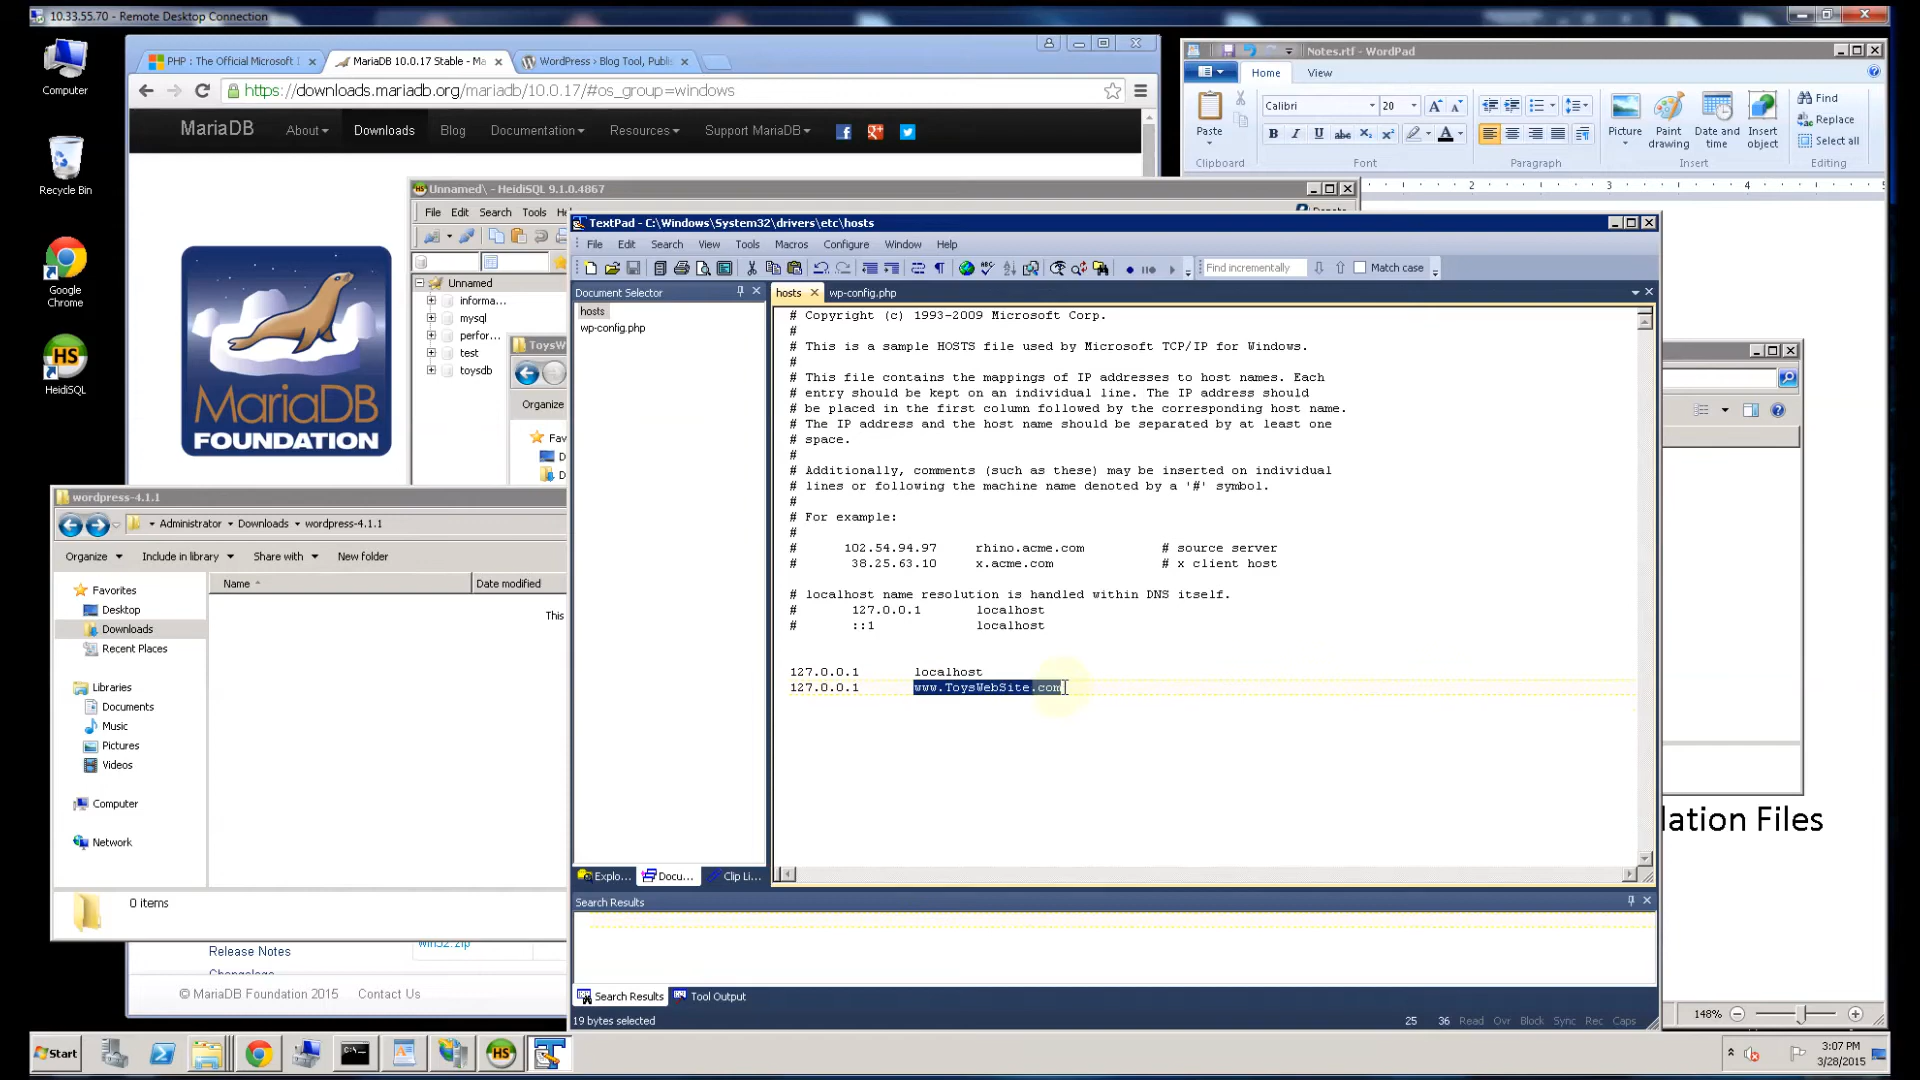 10.33.55.70 - Remote Desktop Connection
Computer
Recycle Bin
Google
Chrome
HeidiSQL
PHP : The Official Microsoft I
MariaDB 10.0.17 Stable - Ma
WordPress › Blog Tool, Publis
https://downloads.mariadb.org/mariadb/10.0.17/#os_group=windows
MariaDB About Downloads Blog Documentation Resources Support MariaDB
MariaDB
FOUNDATION
Notes.rtf - WordPad
Home View
Paste
Clipboard
Calibri 20
Font
Paragraph
Picture
Paint drawing
Date and time
Insert object
Insert
Find
Replace
Select all
Editing
Unnamed\ - HeidiSQL 9.1.0.4867
File Edit Search Tools
Unnamed
informa...
mysql
perfor...
test
toysdb
ToysW
Organize
TextPad - C:\Windows\System32\drivers\etc\hosts
File Edit Search View Tools Macros Configure Window Help
Find incrementally Match case
Document Selector
hosts
wp-config.php
hosts wp-config.php
# Copyright (c) 1993-2009 Microsoft Corp.
#
# This is a sample HOSTS file used by Microsoft TCP/IP for Windows.
#
# This file contains the mappings of IP addresses to host names. Each
# entry should be kept on an individual line. The IP address should
# be placed in the first column followed by the corresponding host name.
# The IP address and the host name should be separated by at least one
# space.
#
# Additionally, comments (such as these) may be inserted on individual
# lines or following the machine name denoted by a '#' symbol.
#
# For example:
#
# 102.54.94.97 rhino.acme.com # source server
# 38.25.63.10 x.acme.com # x client host
# localhost name resolution is handled within DNS itself.
# 127.0.0.1 localhost
# ::1 localhost
127.0.0.1 localhost
127.0.0.1 www.ToysWebSite.com
Explo... Docu... Clip Li...
Search Results
Search Results Tool Output
19 bytes selected
25 36 Read Ovr Block Sync Rec Caps
wordpress-4.1.1
Administrator Downloads wordpress-4.1.1
Organize Include in library Share with New folder
Favorites
Desktop
Downloads
Recent Places
Libraries
Documents
Music
Pictures
Videos
Computer
Network
Name Date modified
This
0 items
Release Notes
© MariaDB Foundation 2015 Contact Us
lation Files
148%
Start
3:07 PM
3/28/2015